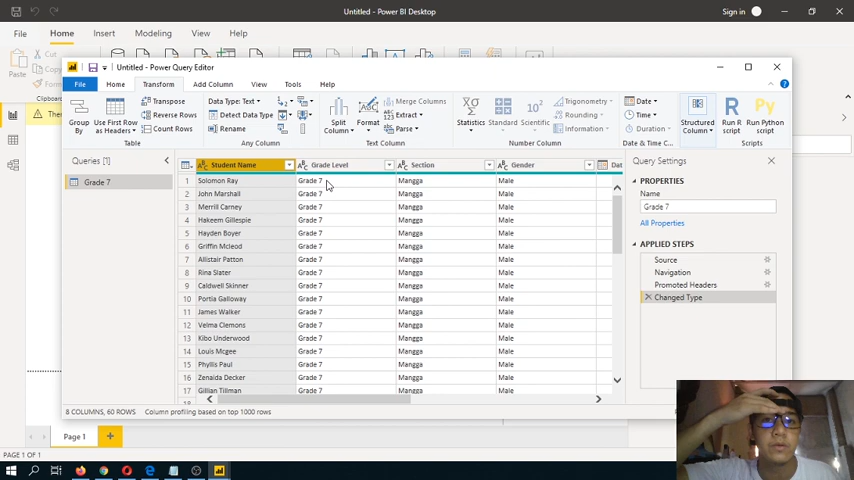 Untitled - Power BI Desktop
Sign in
File
Home
Insert
Modeling
View
Help
Paste
Cut
Clipboard
Untitled - Power Query Editor
File
Home
Transform
Add Column
View
Tools
Help
Group By
Use First Row as Headers
Transpose
Reverse Rows
Count Rows
Table
Data Type: Text
Detect Data Type
Rename
Any Column
Split Column
Format
Merge Columns
Extract
Parse
Text Column
Statistics
Standard
Scientific
Trigonometry
Rounding
Information
Number Column
Date
Time
Duration
Date & Time C...
Structured Column
Run R script
Run Python script
Scripts
Queries [1]
Grade 7
Student Name Grade Level Section Gender Dat
1 Solomon Ray Grade 7 Mangga Male
2 John Marshall Grade 7 Mangga Male
3 Merrill Carney Grade 7 Mangga Male
4 Hakeem Gillespie Grade 7 Mangga Male
5 Hayden Boyer Grade 7 Mangga Male
6 Griffin Mcleod Grade 7 Mangga Male
7 Allistair Patton Grade 7 Mangga Male
8 Rina Slater Grade 7 Mangga Male
9 Caldwell Skinner Grade 7 Mangga Male
10 Portia Galloway Grade 7 Mangga Male
11 James Walker Grade 7 Mangga Male
12 Velma Clemons Grade 7 Mangga Male
13 Kibo Underwood Grade 7 Mangga Male
14 Louis Mcgee Grade 7 Mangga Male
15 Phyllis Paul Grade 7 Mangga Male
16 Zenaida Decker Grade 7 Mangga Male
17 Gillian Tillman Grade 7 Mangga Male
18
Query Settings
PROPERTIES
Name
Grade 7
All Properties
APPLIED STEPS
Source
Navigation
Promoted Headers
Changed Type
8 COLUMNS, 60 ROWS
Column profiling based on top 1000 rows
Page 1
PAGE 1 OF 1